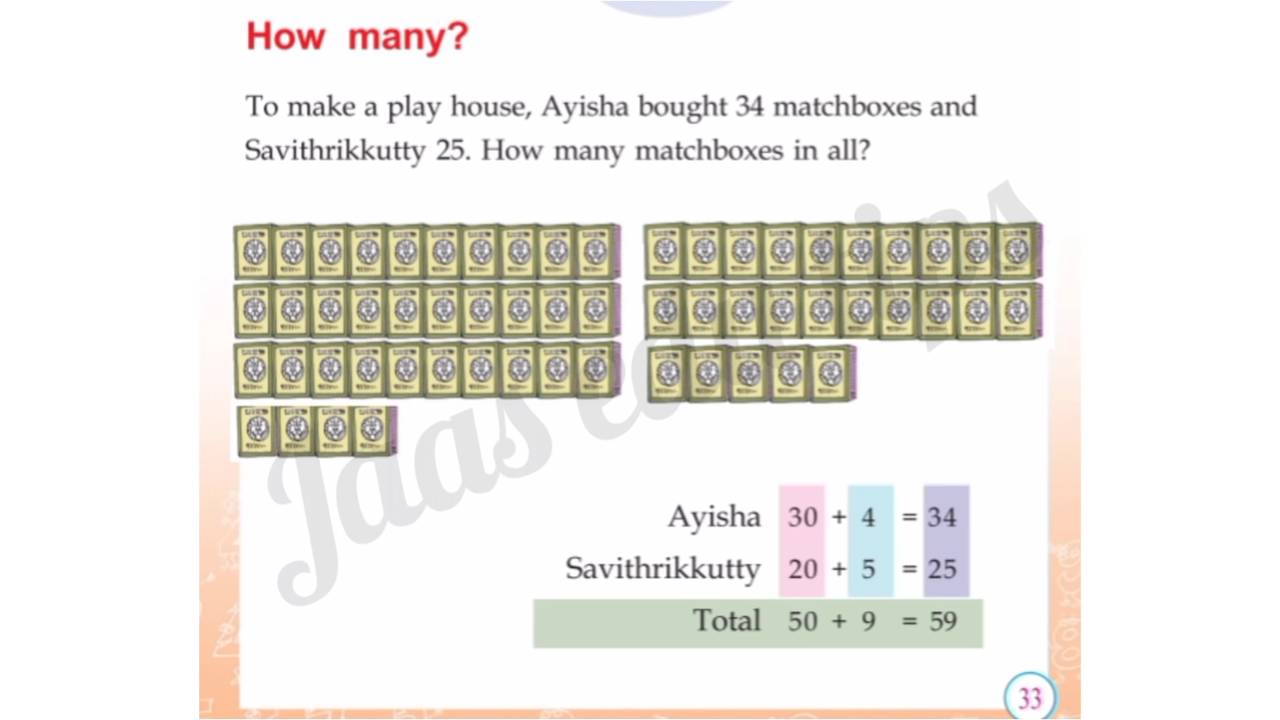 How many?
To make a play house, Ayisha bought 34 matchboxes and
Savithrikkutty 25. How many matchboxes in all?
Ayisha 30 + 4 = 34
Savithrikkutty 20 + 5 = 25
Total 50 + 9 = 59
33